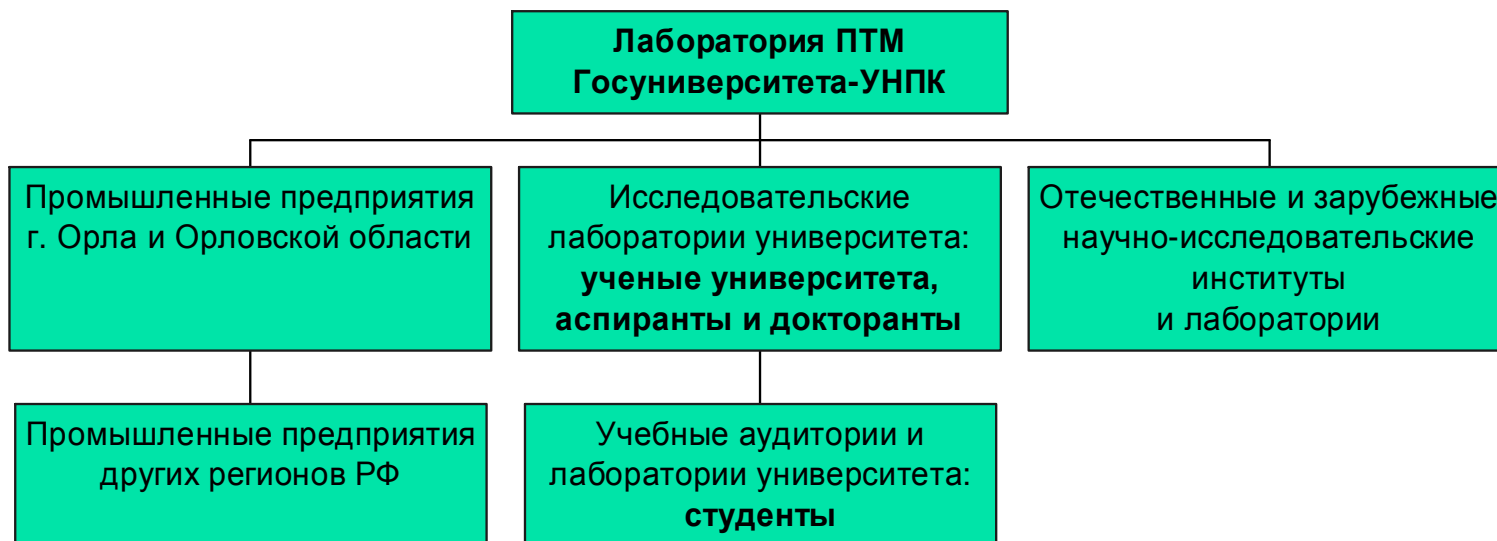 Лаборатория ПТМ
Госуниверситета-УНПК
Промышленные предприятия
г. Орла и Орловской области
Исследовательские
лаборатории университета:
ученые университета,
аспиранты и докторанты
Отечественные и зарубежные
научно-исследовательские
институты
и лаборатории
Промышленные предприятия
других регионов РФ
Учебные аудитории и
лаборатории университета:
студенты